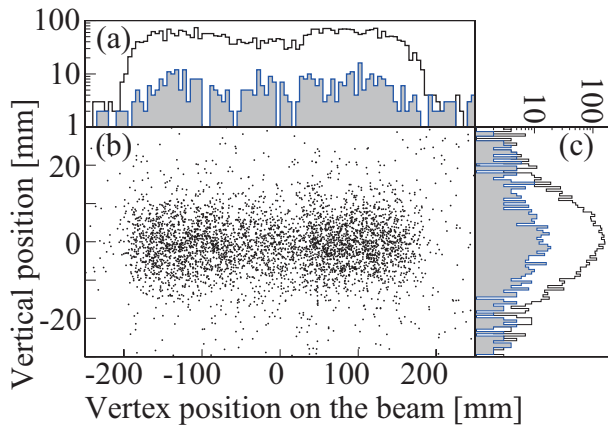 100
(a)
10
1
10
100
(b)
(c)
20
0
-20
Vertical position [mm]
-200 -100 0 100 200
Vertex position on the beam [mm]